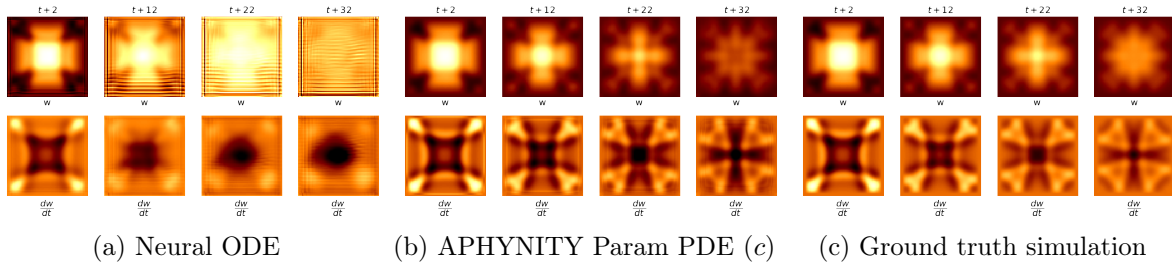 t + 2 t + 12 t + 22 t + 32 t + 2 t + 12 t + 22 t + 32 t + 2 t + 12 t + 22 t + 32
w w w w w w w w w w w w
dw/dt dw/dt dw/dt dw/dt dw/dt dw/dt dw/dt dw/dt dw/dt dw/dt dw/dt dw/dt
(a) Neural ODE (b) APHYNITY Param PDE (c) (c) Ground truth simulation